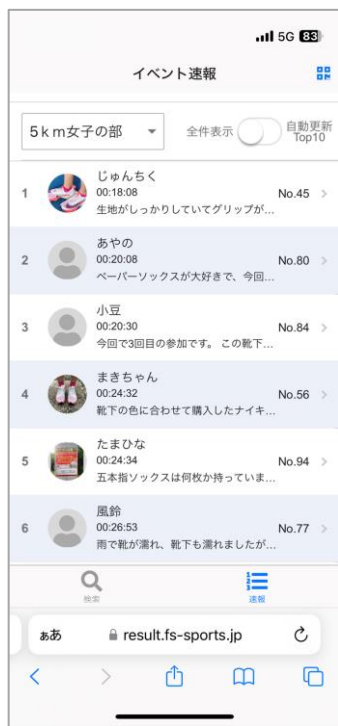 5G 83
イベント速報
5km女子の部
全件表示
自動更新
Top10
1
じゅんちく
00:18:08
生地がしっかりしていてグリップが…
No.45
2
あやの
00:20:08
ペーパーソックスが大好きで、今回…
No.80
3
小豆
00:20:30
今回で3回目の参加です。 この靴下…
No.84
4
まきちゃん
00:24:32
靴下の色に合わせて購入したナイキ…
No.56
5
たまひな
00:24:34
五本指ソックスは何枚か持っていま…
No.94
6
風鈴
00:26:53
雨で靴が濡れ、靴下も濡れましたが…
No.77
検索
速報
ああ
result.fs-sports.jp